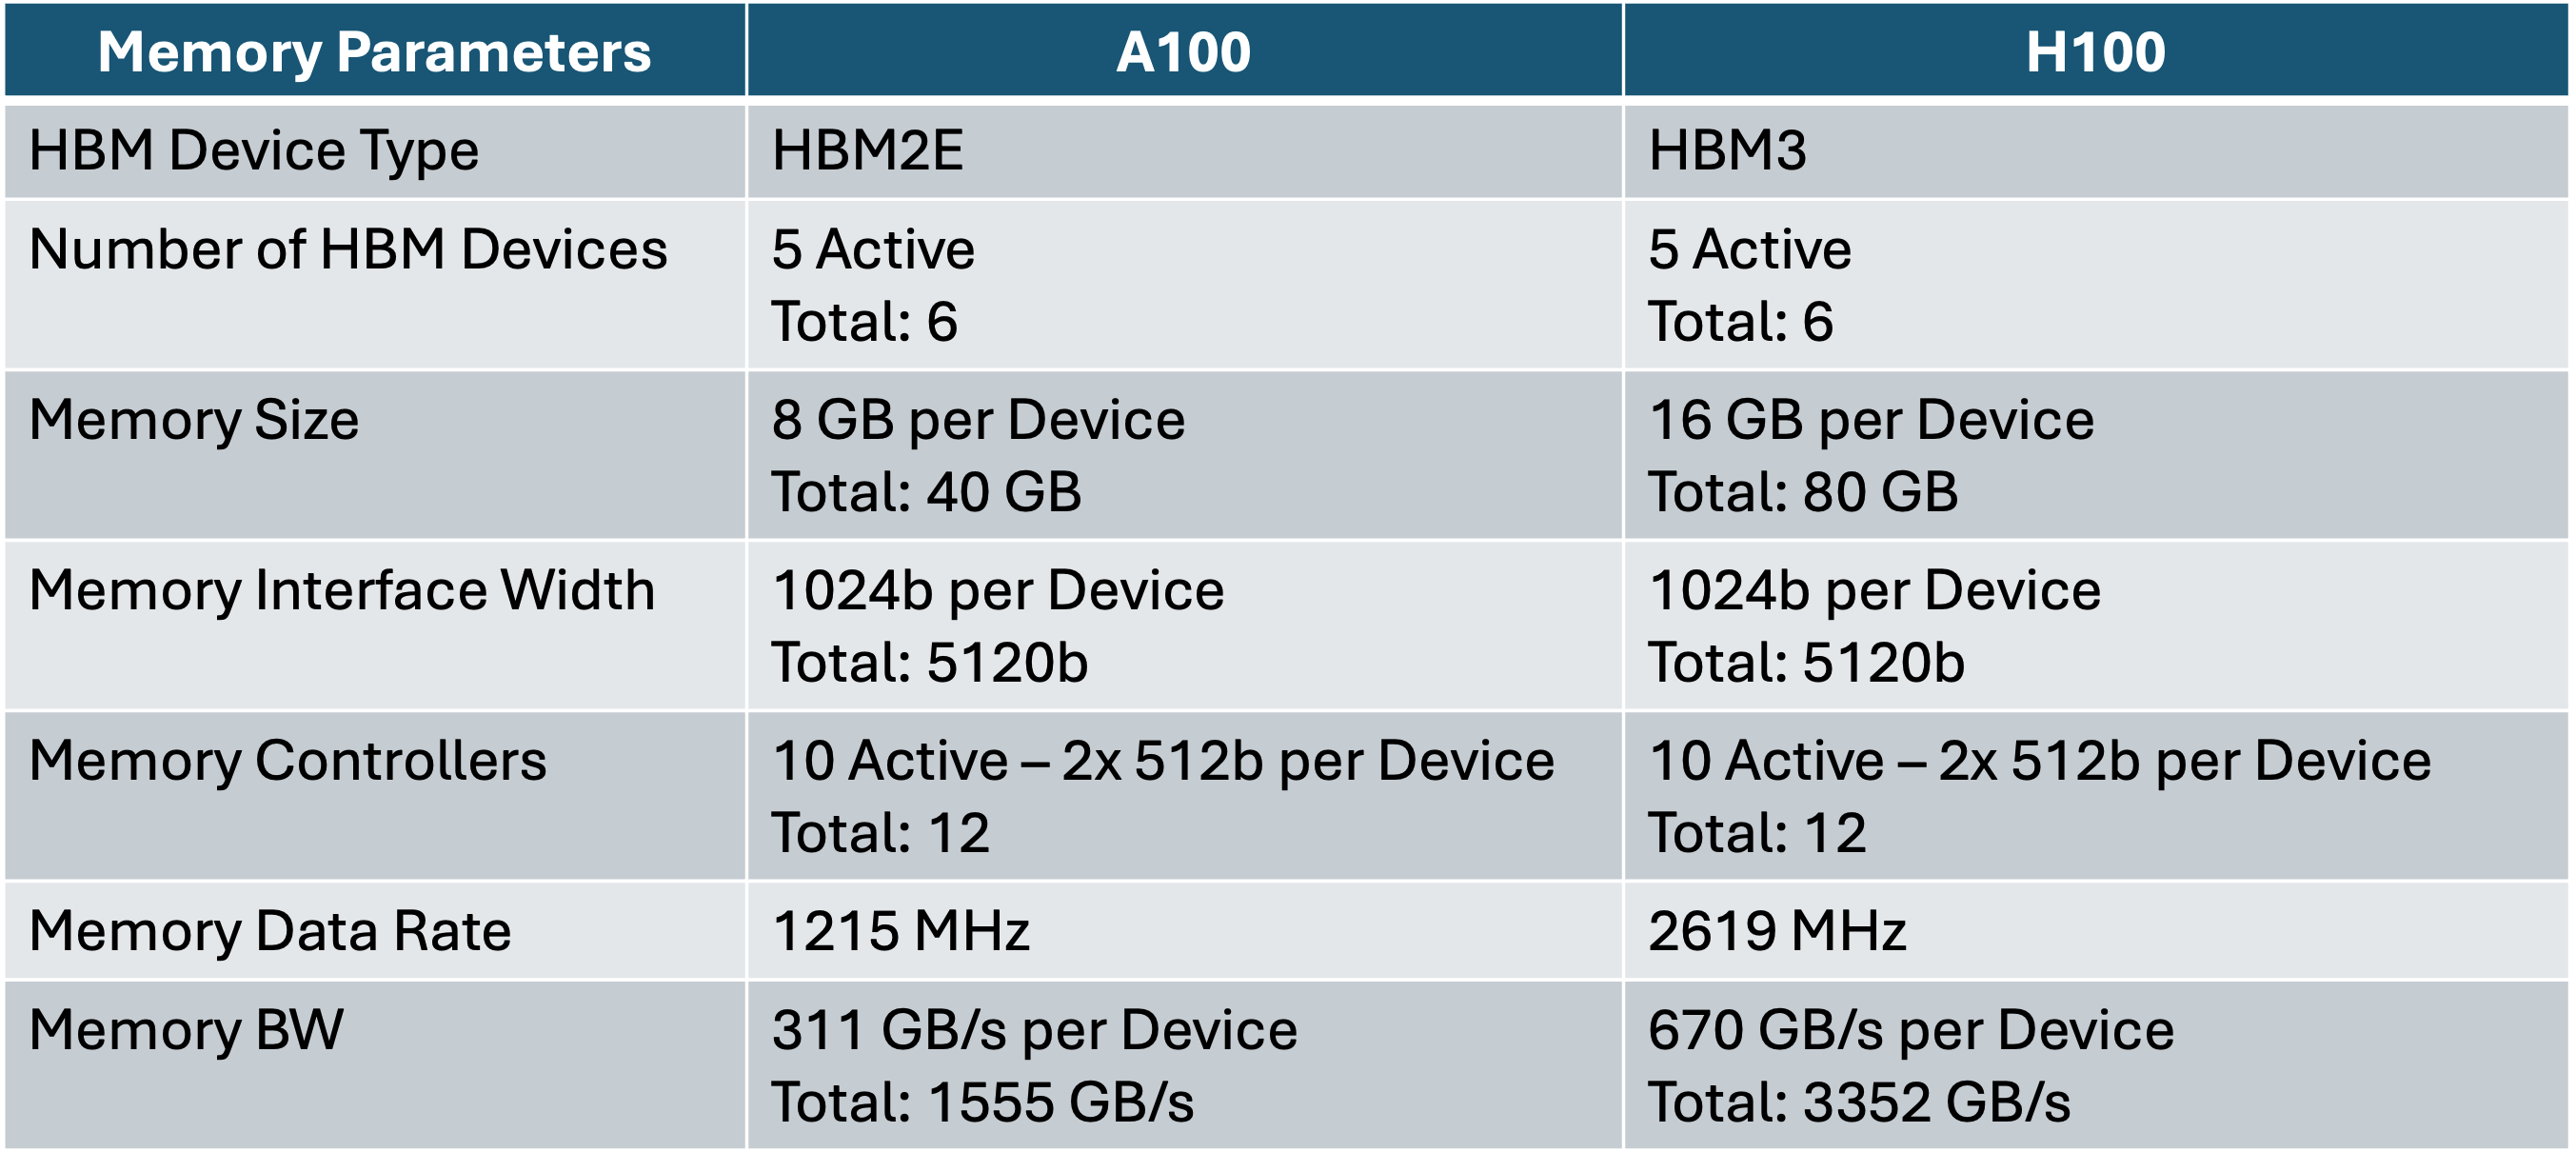 Memory Parameters A100 H100
HBM Device Type HBM2E HBM3
Number of HBM Devices 5 Active 5 Active
Total: 6 Total: 6
Memory Size 8 GB per Device 16 GB per Device
Total: 40 GB Total: 80 GB
Memory Interface Width 1024b per Device 1024b per Device
Total: 5120b Total: 5120b
Memory Controllers 10 Active – 2x 512b per Device 10 Active – 2x 512b per Device
Total: 12 Total: 12
Memory Data Rate 1215 MHz 2619 MHz
Memory BW 311 GB/s per Device 670 GB/s per Device
Total: 1555 GB/s Total: 3352 GB/s